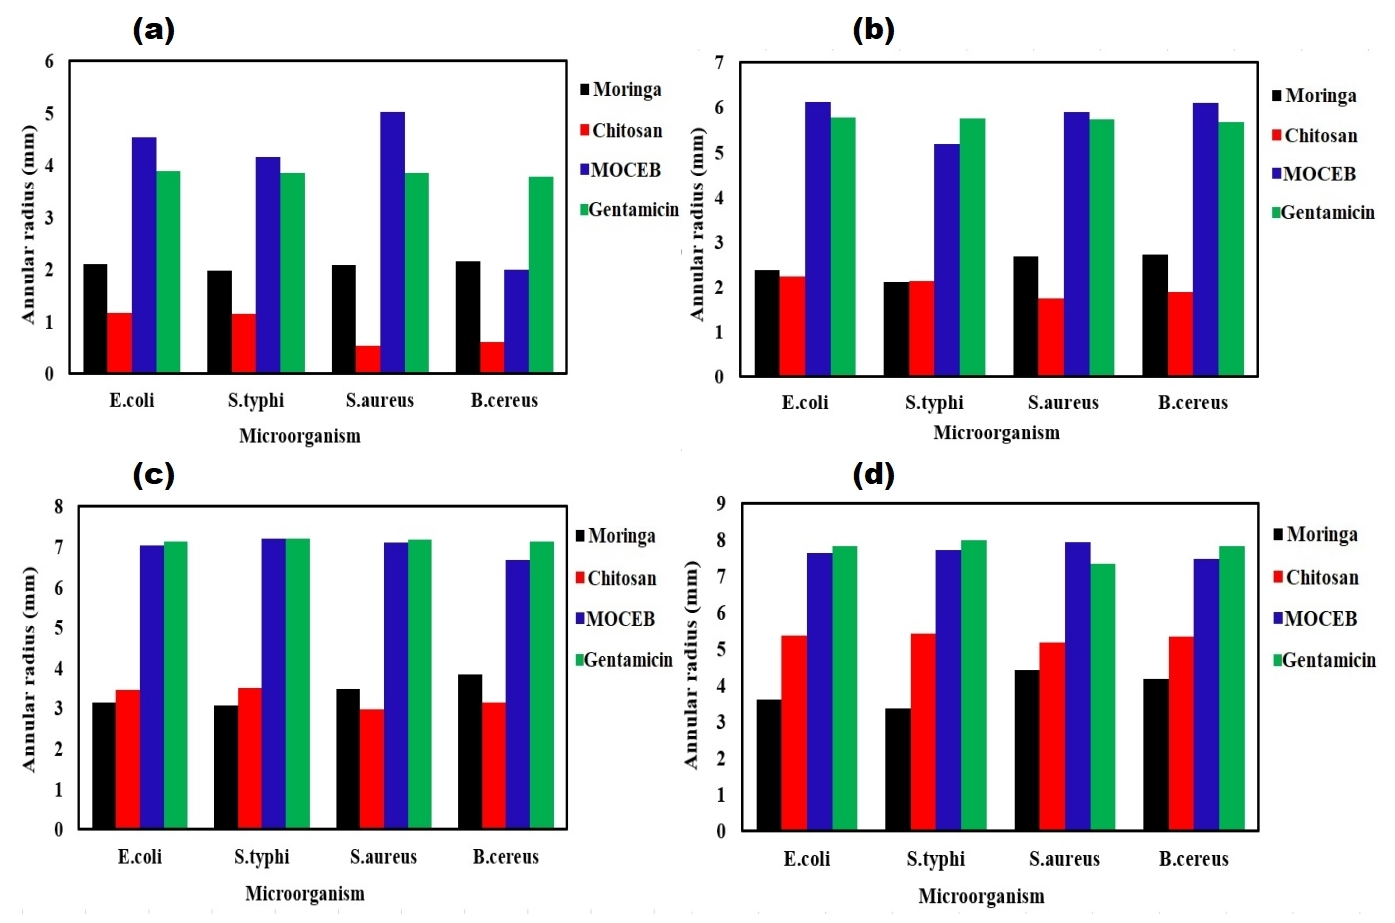 (a)
6
5
4
3
2
1
0
Annular radius (mm)
E.coli S.typhi S.aureus B.cereus
Microorganism
Moringa
Chitosan
MOCEB
Gentamicin
(b)
7
6
5
4
3
2
1
0
Annular radius (mm)
E.coli S.typhi S.aureus B.cereus
Microorganism
Moringa
Chitosan
MOCEB
Gentamicin
(c)
8
7
6
5
4
3
2
1
0
Annular radius (mm)
E.coli S.typhi S.aureus B.cereus
Microorganism
Moringa
Chitosan
MOCEB
Gentamicin
(d)
9
8
7
6
5
4
3
2
1
0
Annular radius (mm)
E.coli S.typhi S.aureus B.cereus
Microorganism
Moringa
Chitosan
MOCEB
Gentamicin